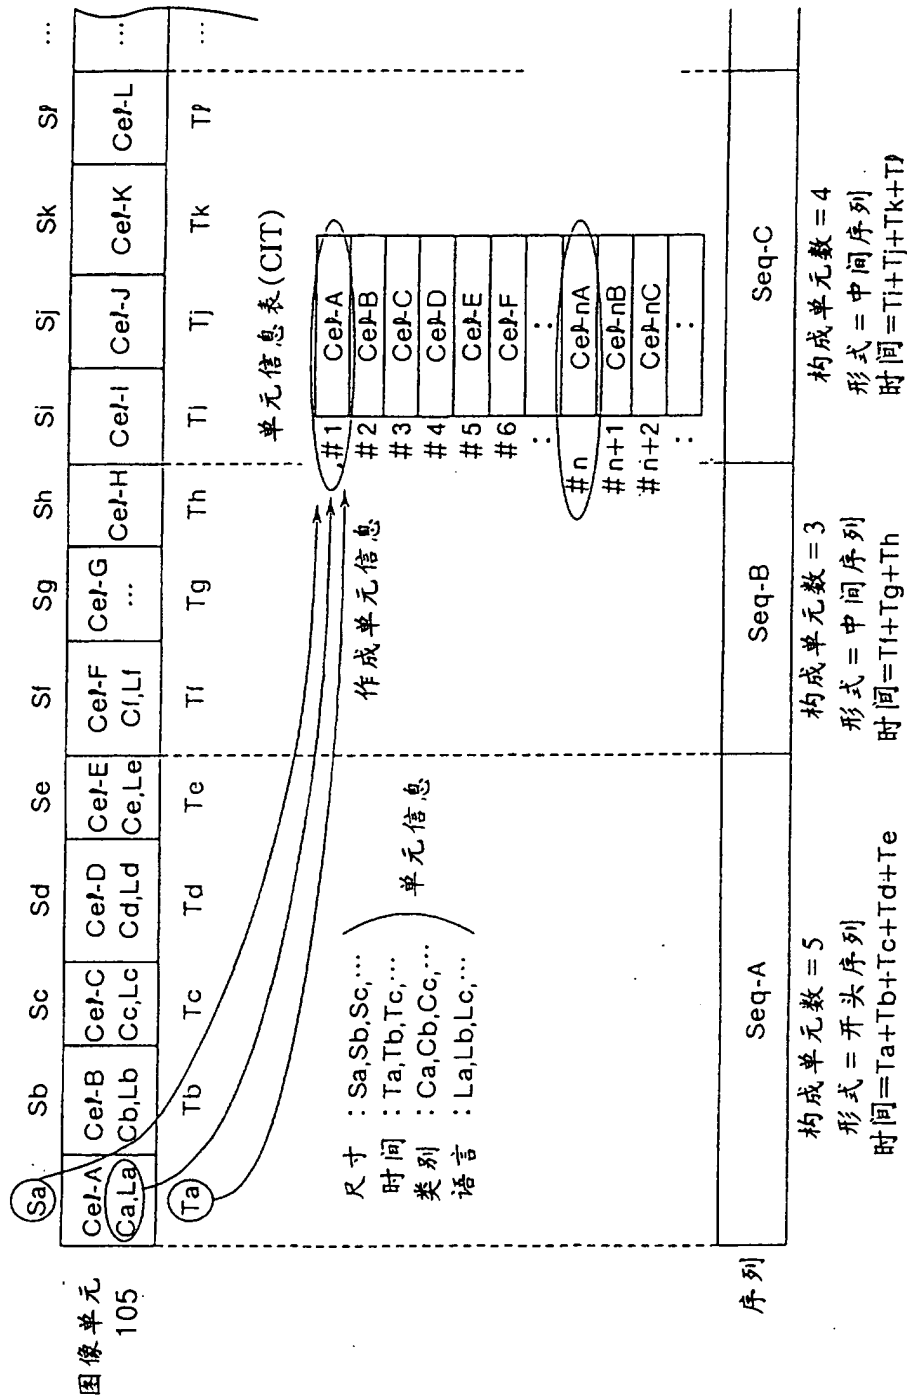 Sa Sb Sc Sd Se Sf Sg Sh Si Sj Sk Sl ...
图像单元 105
Cel-A Cel-B Cel-C Cel-D Cel-E Cel-F Cel-G Cel-H Cel-I Cel-J Cel-K Cel-L ...
Ca,La Cb,Lb Cc,Lc Cd,Ld Ce,Le Cf,Lf ...
Ta Tb Tc Td Te Tf Tg Th Ti Tj Tk Tl ...
单元信息表(CIT)
作成单元信息
尺寸 : Sa,Sb,Sc,...
时间 : Ta,Tb,Tc,...
类别 : Ca,Cb,Cc,...
语言 : La,Lb,Lc,...
单元信息
#1 Cel-A
#2 Cel-B
#3 Cel-C
#4 Cel-D
#5 Cel-E
#6 Cel-F
: :
#n Cel-nA
#n+1 Cel-nB
#n+2 Cel-nC
: :
序列 Seq-A Seq-B Seq-C
构成单元数=5
形式=开头序列
时间=Ta+Tb+Tc+Td+Te
构成单元数=3
形式=中间序列
时间=Tf+Tg+Th
构成单元数=4
形式=中间序列
时间=Ti+Tj+Tk+Tl